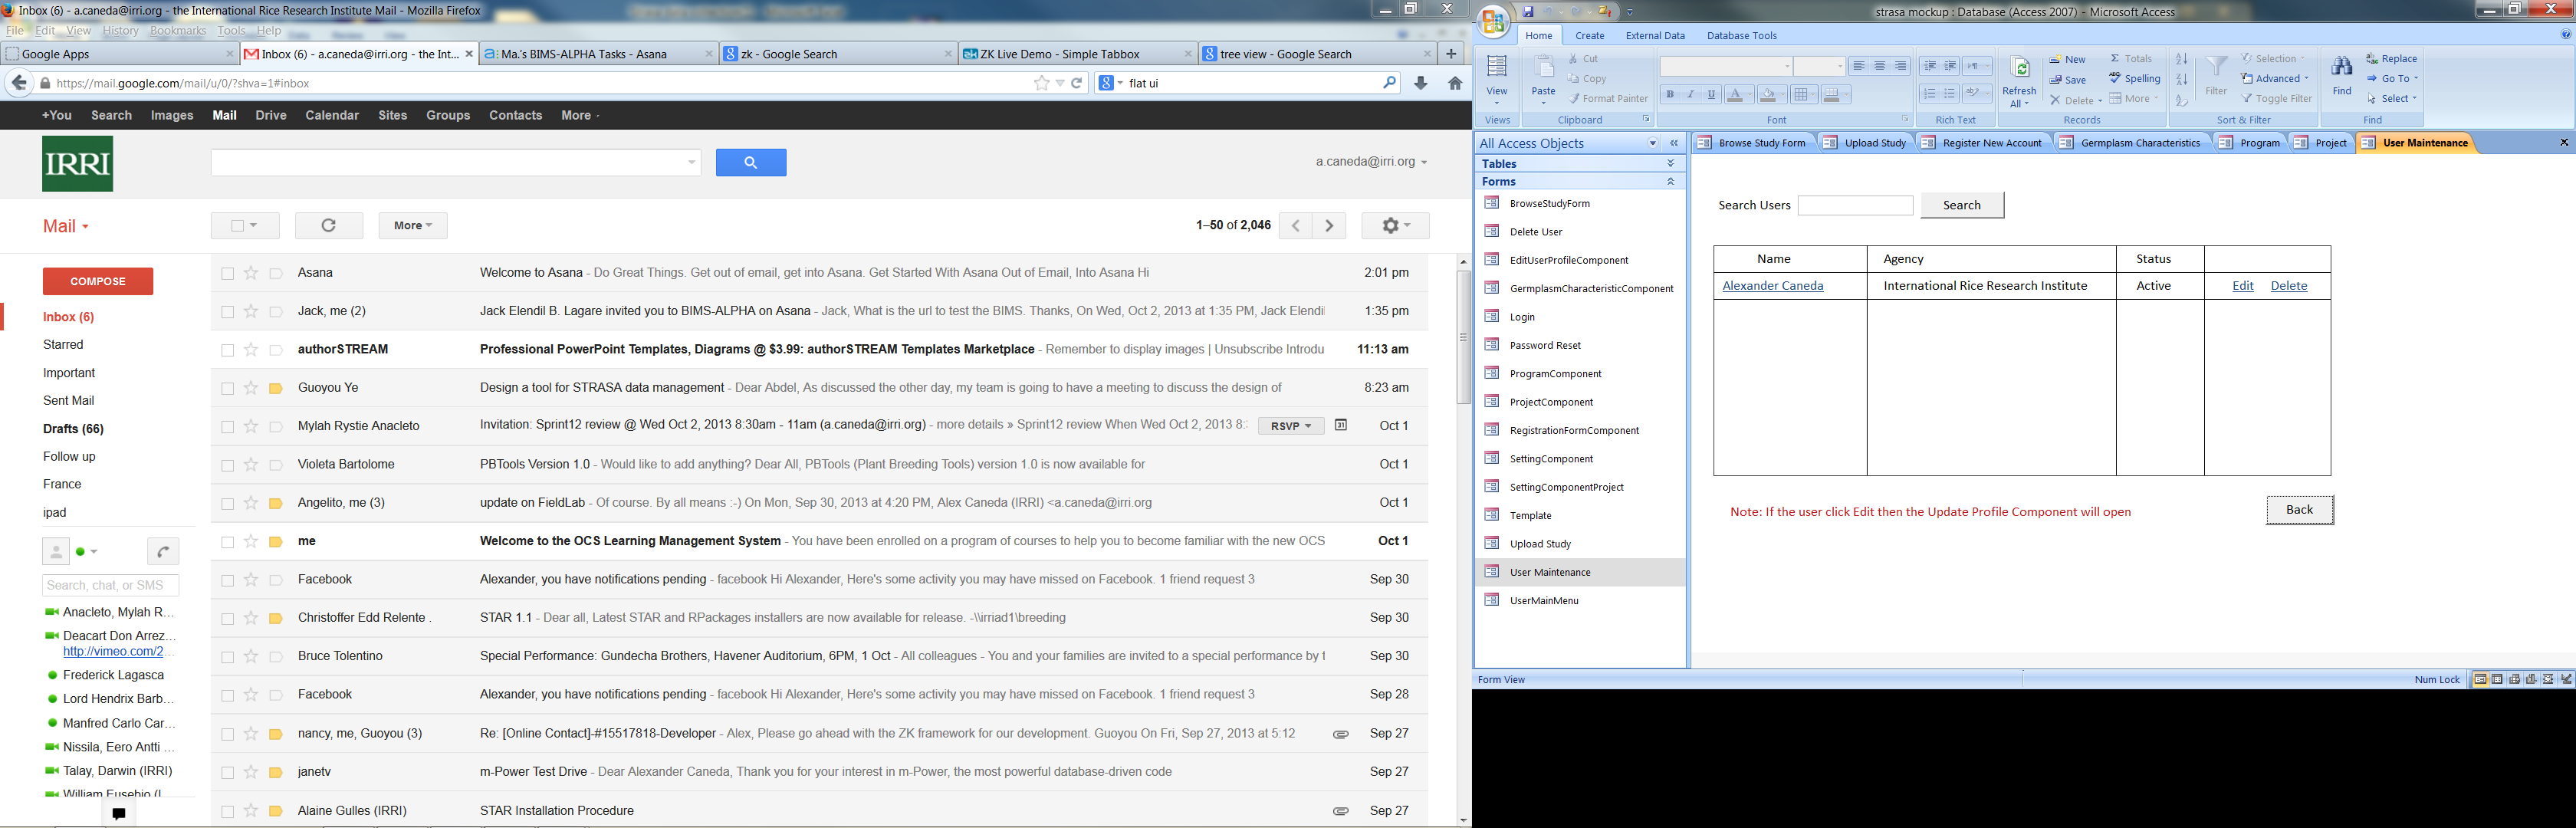 Inbox (6) - a.caneda@irri.org - the International Rice Research Institute Mail - Mozilla Firefox
File Edit View History Bookmarks Tools Help
Google Apps
Inbox (6) - a.caneda@irri.org - the Int...
Ma.'s BIMS-ALPHA Tasks - Asana
zk - Google Search
ZK Live Demo - Simple Tabbox
tree view - Google Search
https://mail.google.com/mail/u/0/?shva=1#inbox
flat ui
+You Search Images Mail Drive Calendar Sites Groups Contacts More
IRRI
a.caneda@irri.org
Mail
More
1–50 of 2,046
COMPOSE
Inbox (6)
Starred
Important
Sent Mail
Drafts (66)
Follow up
France
ipad
Search, chat, or SMS
Anacleto, Mylah R...
Deacart Don Arrez...
http://vimeo.com/2...
Frederick Lagasca
Lord Hendrix Barb...
Manfred Carlo Car...
Nissila, Eero Antti ...
Talay, Darwin (IRRI)
William Eusebio (I...
Asana Welcome to Asana - Do Great Things. Get out of email, get into Asana. Get Started With Asana Out of Email, Into Asana Hi 2:01 pm
Jack, me (2) Jack Elendil B. Lagare invited you to BIMS-ALPHA on Asana - Jack, What is the url to test the BIMS. Thanks, On Wed, Oct 2, 2013 at 1:35 PM, Jack Elendi 1:35 pm
authorSTREAM Professional PowerPoint Templates, Diagrams @ $3.99: authorSTREAM Templates Marketplace - Remember to display images | Unsubscribe Introdu 11:13 am
Guoyou Ye Design a tool for STRASA data management - Dear Abdel, As discussed the other day, my team is going to have a meeting to discuss the design of 8:23 am
Mylah Rystie Anacleto Invitation: Sprint12 review @ Wed Oct 2, 2013 8:30am - 11am (a.caneda@irri.org) - more details » Sprint12 review When Wed Oct 2, 2013 8: RSVP 31 Oct 1
Violeta Bartolome PBTools Version 1.0 - Would like to add anything? Dear All, PBTools (Plant Breeding Tools) version 1.0 is now available for Oct 1
Angelito, me (3) update on FieldLab - Of course. By all means :-) On Mon, Sep 30, 2013 at 4:20 PM, Alex Caneda (IRRI) <a.caneda@irri.org Oct 1
me Welcome to the OCS Learning Management System - You have been enrolled on a program of courses to help you to become familiar with the new OCS Oct 1
Facebook Alexander, you have notifications pending - facebook Hi Alexander, Here's some activity you may have missed on Facebook. 1 friend request 3 Sep 30
Christoffer Edd Relente . STAR 1.1 - Dear all, Latest STAR and RPackages installers are now available for release. -\\irriad1\breeding Sep 30
Bruce Tolentino Special Performance: Gundecha Brothers, Havener Auditorium, 6PM, 1 Oct - All colleagues - You and your families are invited to a special performance by t Sep 30
Facebook Alexander, you have notifications pending - facebook Hi Alexander, Here's some activity you may have missed on Facebook. 1 friend request 3 Sep 28
nancy, me, Guoyou (3) Re: [Online Contact]-#15517818-Developer - Alex, Please go ahead with the ZK framework for our development. Guoyou On Fri, Sep 27, 2013 at 5:12 Sep 27
janetv m-Power Test Drive - Dear Alexander Caneda, Thank you for your interest in m-Power, the most powerful database-driven code Sep 27
Alaine Gulles (IRRI) STAR Installation Procedure Sep 27
strasa mockup : Database (Access 2007) - Microsoft Access
Home Create External Data Database Tools
View
Views
Paste
Cut
Copy
Format Painter
Clipboard
B I U A
Font
Rich Text
Refresh All
New
Save
Delete
Totals
Spelling
More
Records
Filter
Selection
Advanced
Toggle Filter
Sort & Filter
Find
Replace
Go To
Select
Find
All Access Objects
Tables
Forms
BrowseStudyForm
Delete User
EditUserProfileComponent
GermplasmCharacteristicComponent
Login
Password Reset
ProgramComponent
ProjectComponent
RegistrationFormComponent
SettingComponent
SettingComponentProject
Template
Upload Study
User Maintenance
UserMainMenu
Browse Study Form Upload Study Register New Account Germplasm Characteristics Program Project User Maintenance
Search Users Search
Name Agency Status
Alexander Caneda International Rice Research Institute Active Edit Delete
Note: If the user click Edit then the Update Profile Component will open
Back
Form View
Num Lock